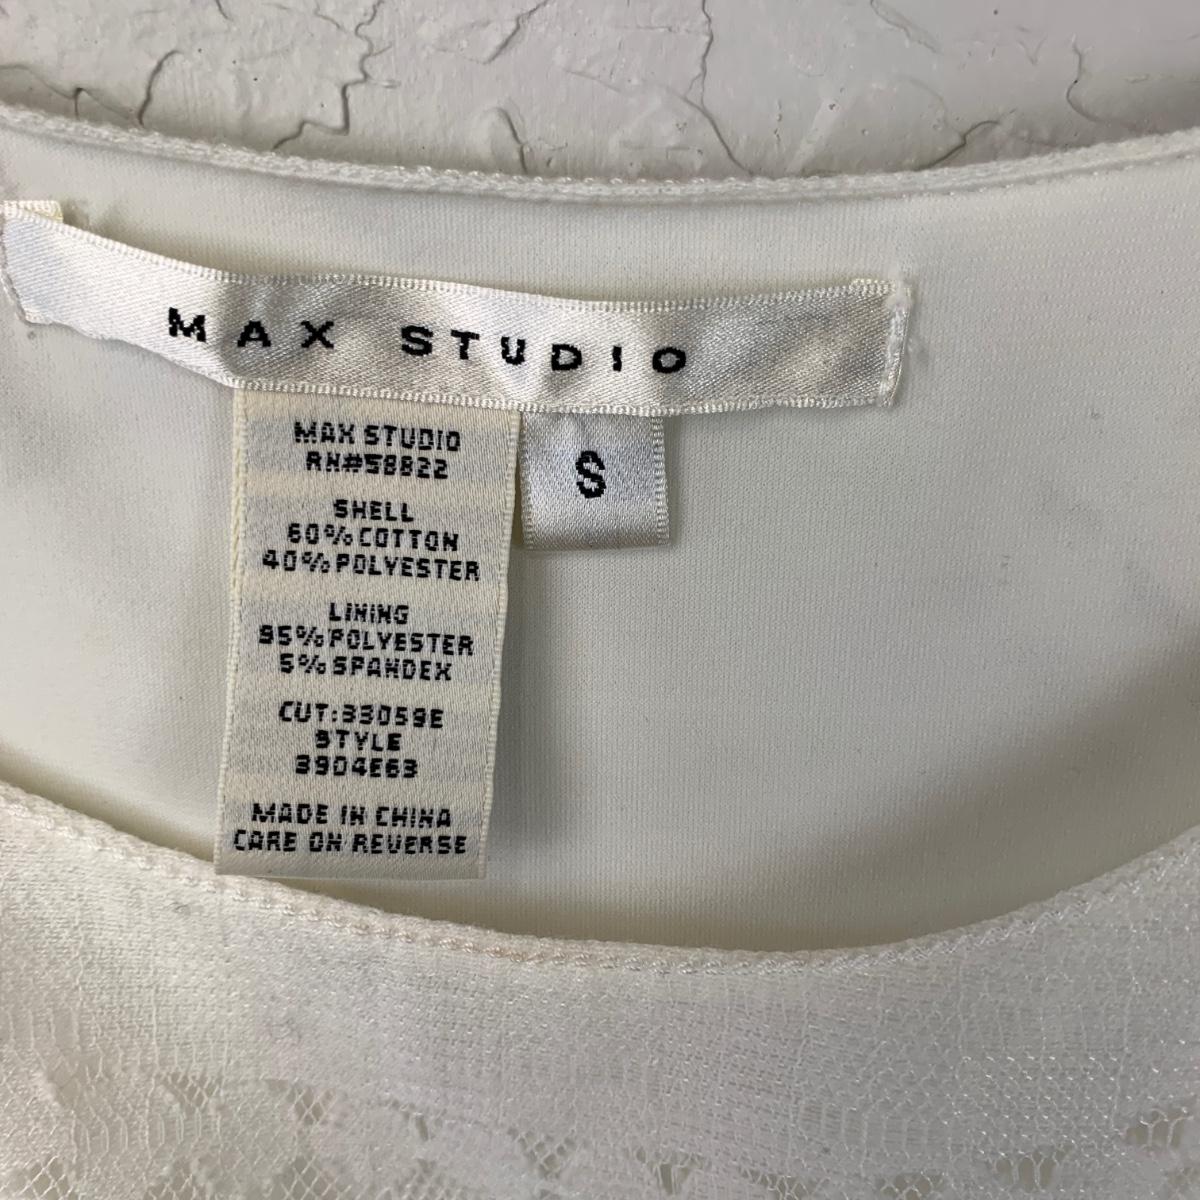 MAX STUDIO
MAX STUDIO
RN#58822
S
SHELL
60% COTTON
40% POLYESTER
LINING
95% POLYESTER
5% SPANDEX
CUT:33059E
STYLE
3904E63
MADE IN CHINA
CARE ON REVERSE